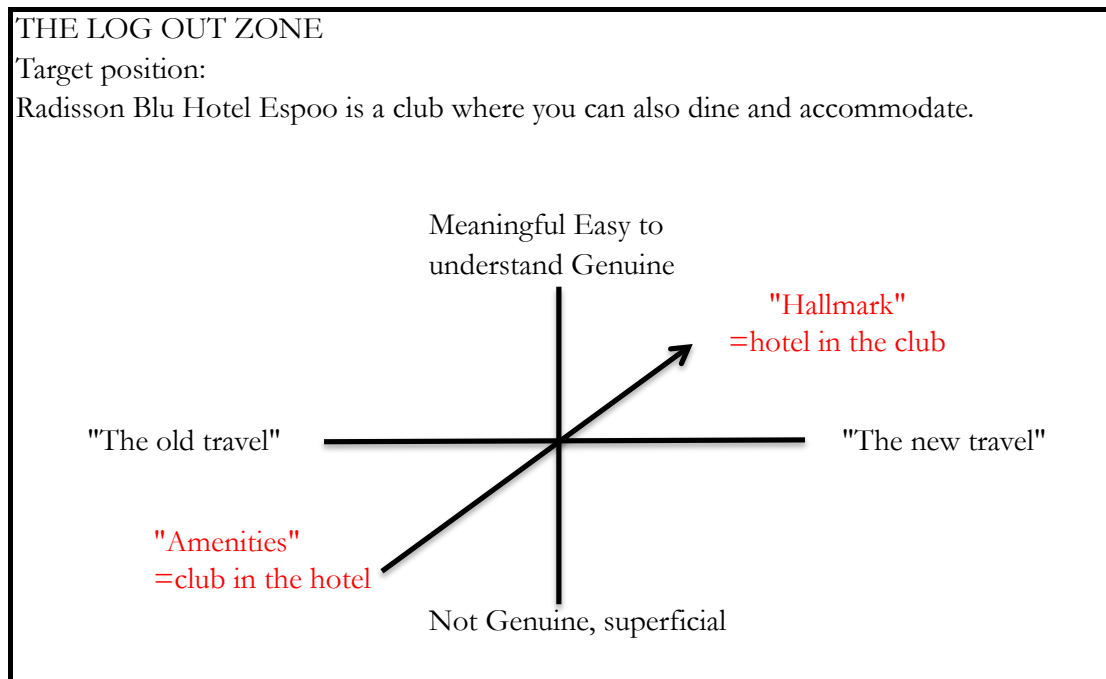 THE LOG OUT ZONE
Target position:
Radisson Blu Hotel Espoo is a club where you can also dine and accommodate.
Meaningful Easy to
understand Genuine
"Hallmark"
=hotel in the club
"The old travel"
"The new travel"
"Amenities"
=club in the hotel
Not Genuine, superficial